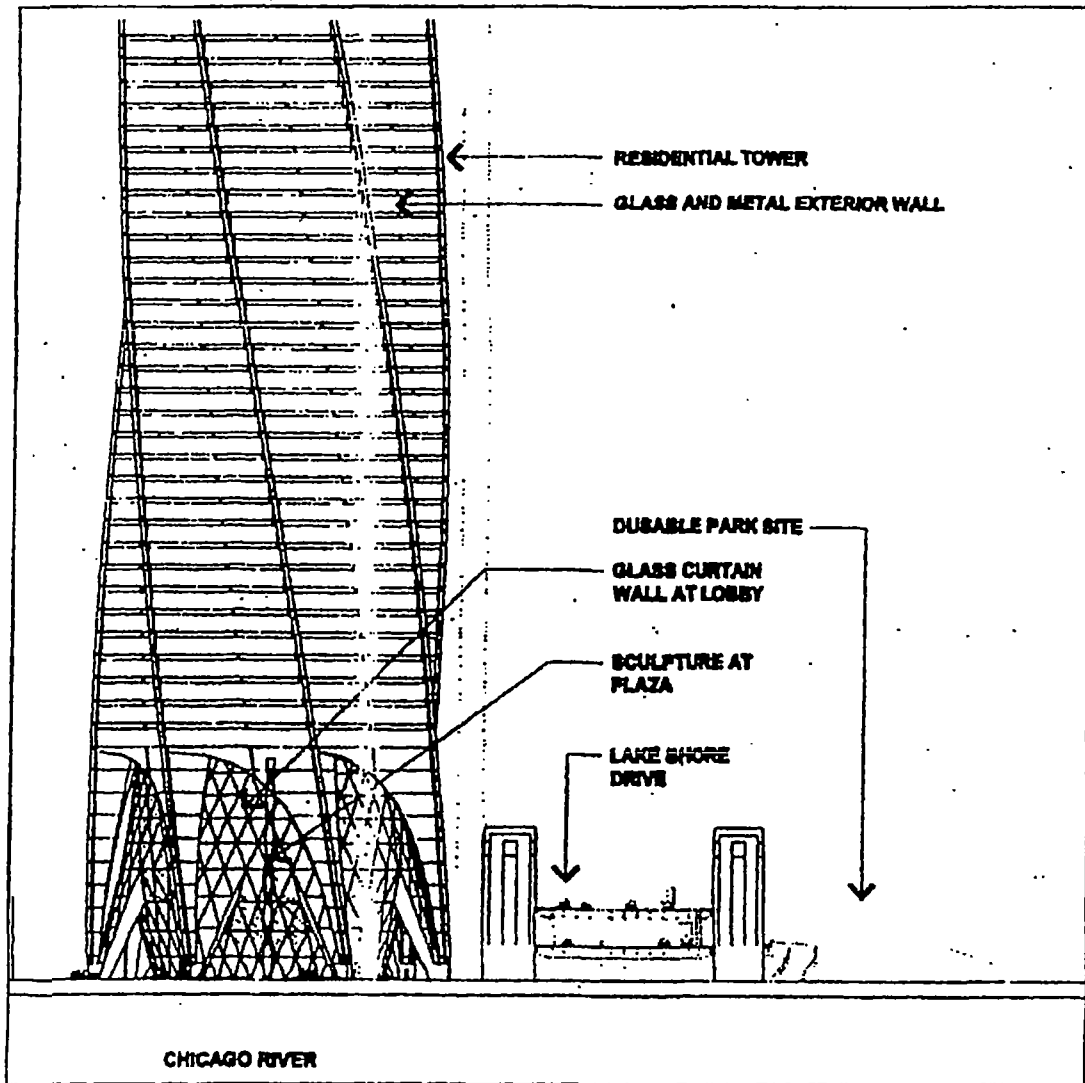 RESIDENTIAL TOWER
GLASS AND METAL EXTERIOR WALL
DUSABLE PARK SITE
GLASS CURTAIN
WALL AT LOBBY
SCULPTURE AT
PLAZA
LAKE SHORE
DRIVE
CHICAGO RIVER